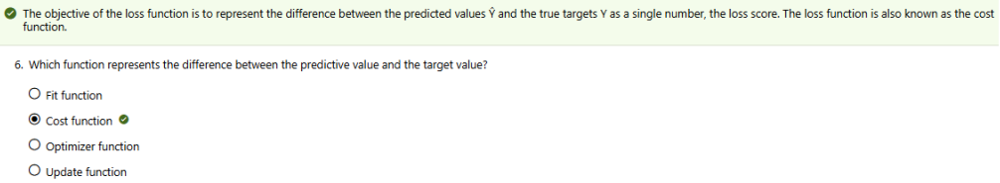 The objective of the loss function is to represent the difference between the predicted values Ŷ and the true targets Y as a single number, the loss score. The loss function is also known as the cost
function.
6. Which function represents the difference between the predictive value and the target value?
Fit function
Cost function
Optimizer function
Update function